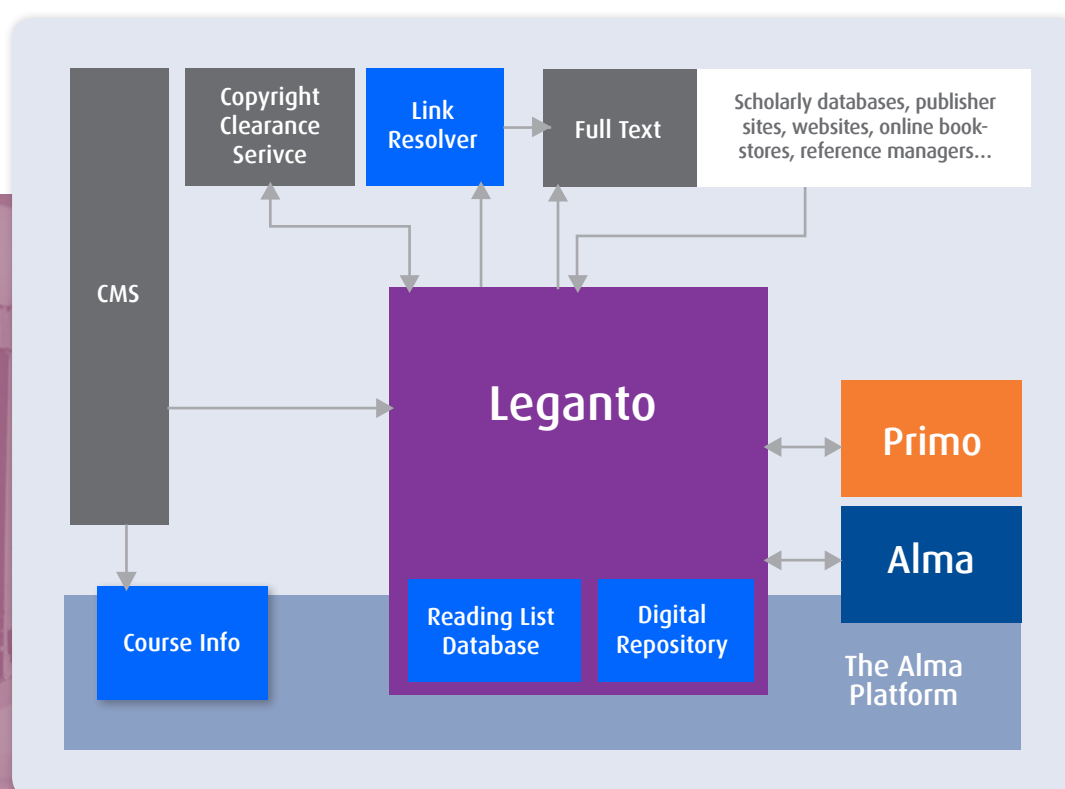 Copyright
Clearance
Serivce
Link
Resolver
Full Text
Scholarly databases, publisher
sites, websites, online book-
stores, reference managers...
CMS
Leganto
Primo
Alma
Course Info
Reading List
Database
Digital
Repository
The Alma
Platform